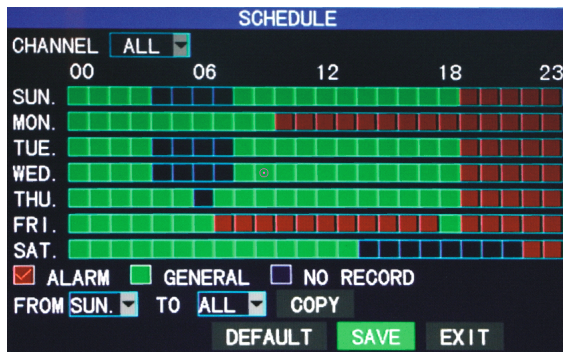 SCHEDULE
CHANNEL ALL
00 06 12 18 23
SUN.
MON.
TUE.
WED.
THU.
FRI.
SAT.
ALARM GENERAL NO RECORD
FROM SUN. TO ALL COPY
DEFAULT SAVE EXIT